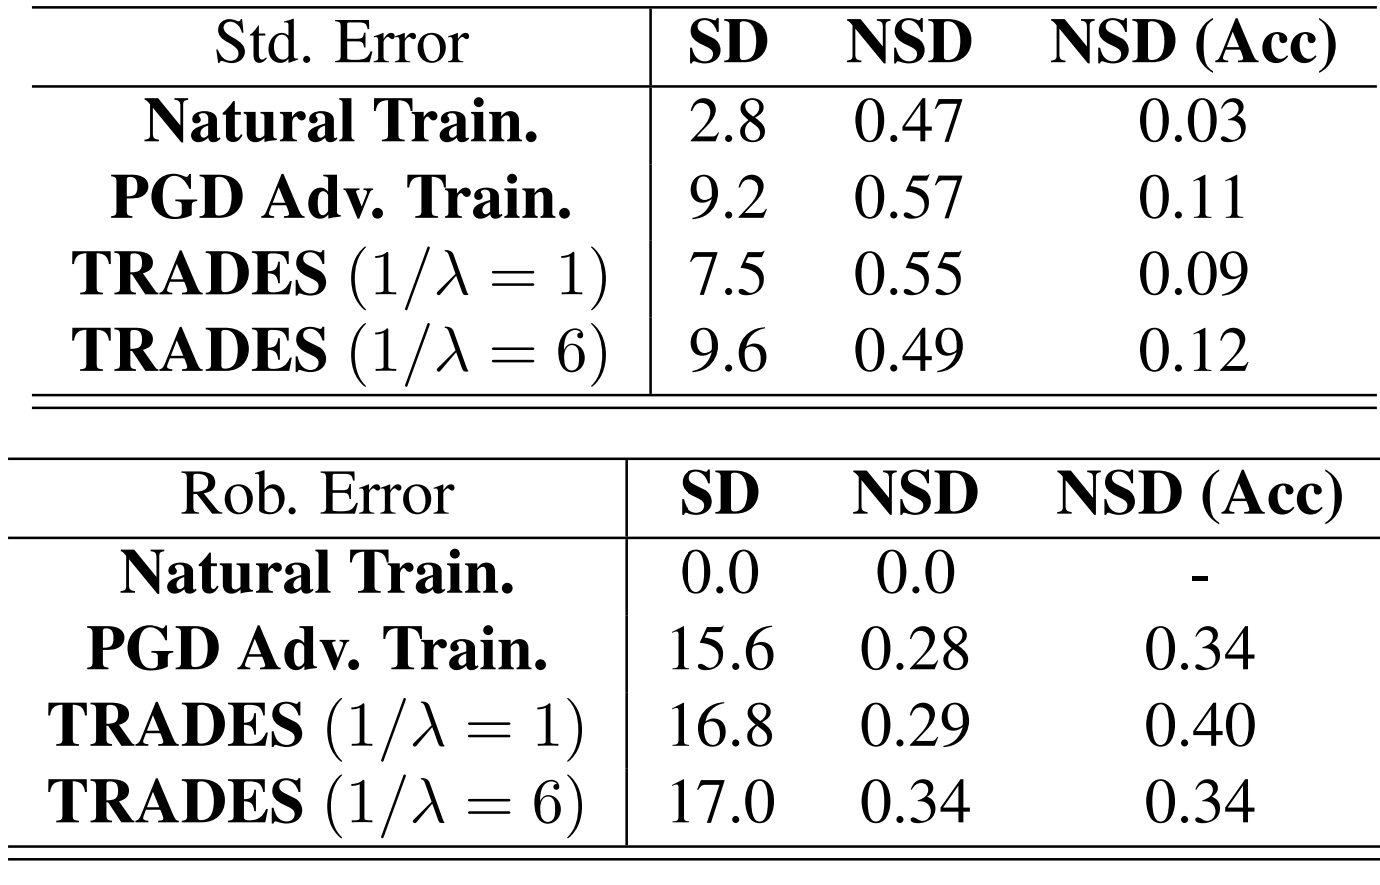 Std. Error SD NSD NSD (Acc)
Natural Train. 2.8 0.47 0.03
PGD Adv. Train. 9.2 0.57 0.11
TRADES (1/λ = 1) 7.5 0.55 0.09
TRADES (1/λ = 6) 9.6 0.49 0.12
Rob. Error SD NSD NSD (Acc)
Natural Train. 0.0 0.0 -
PGD Adv. Train. 15.6 0.28 0.34
TRADES (1/λ = 1) 16.8 0.29 0.40
TRADES (1/λ = 6) 17.0 0.34 0.34